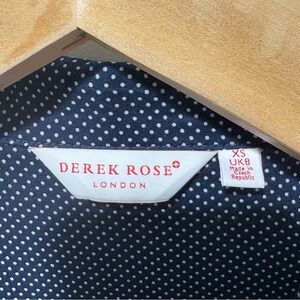 DEREK ROSE
LONDON
XS
UK8
Made in
Czech
Republic